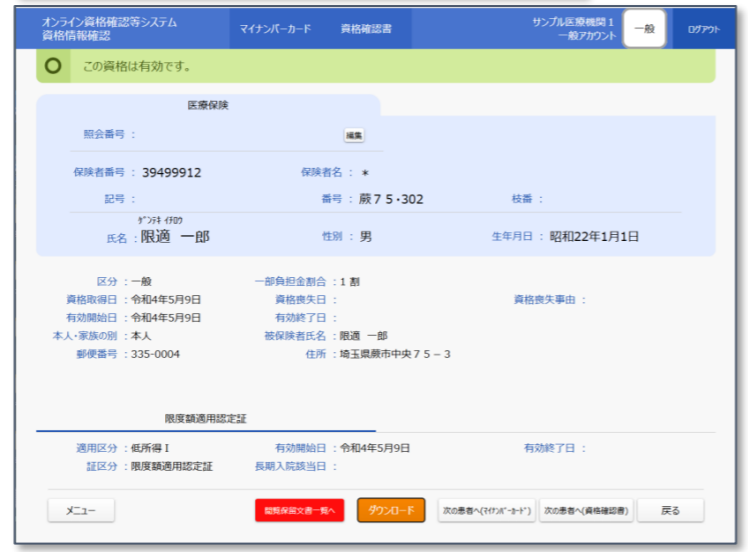 オンライン資格確認等システム
資格情報確認
マイナンバーカード 資格確認書
サンプル医療機関1
一般アカウント
一般 ログアウト
この資格は有効です。
医療保険
照会番号 : 編集
保険者番号 : 39499912 保険者名 : *
記号 : 番号 : 蕨75・302 枝番 :
ゲンテキ イチロウ
氏名 : 限適 一郎 性別 : 男 生年月日 : 昭和22年1月1日
区分 : 一般 一部負担金割合 : 1割
資格取得日 : 令和4年5月9日 資格喪失日 : 資格喪失事由 :
有効開始日 : 令和4年5月9日 有効終了日 :
本人・家族の別 : 本人 被保険者氏名 : 限適 一郎
郵便番号 : 335-0004 住所 : 埼玉県蕨市中央75-3
限度額適用認定証
適用区分 : 低所得Ⅰ 有効開始日 : 令和4年5月9日 有効終了日 :
証区分 : 限度額適用認定証 長期入院該当日 :
メニュー 閲覧保管文書一覧へ ダウンロード 次の患者へ(マイナンバーカード) 次の患者へ(資格確認書) 戻る